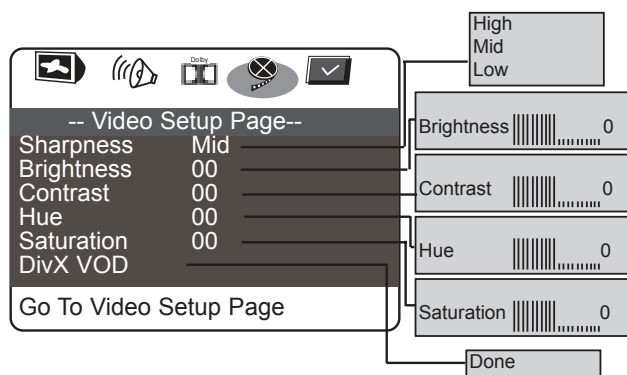 Dolby
-- Video Setup Page--
Sharpness Mid
Brightness 00
Contrast 00
Hue 00
Saturation 00
DivX VOD
Go To Video Setup Page
High
Mid
Low
Brightness 0
Contrast 0
Hue 0
Saturation 0
Done